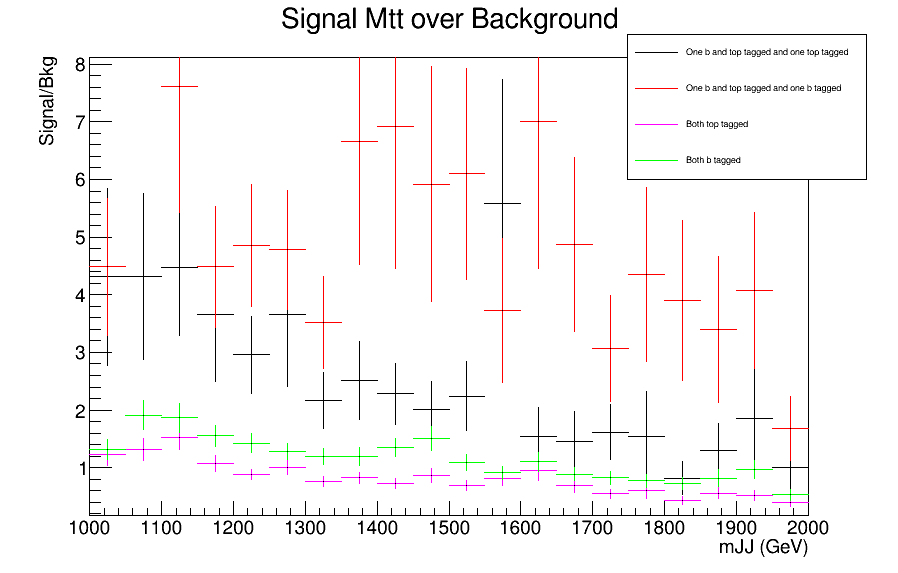 Signal Mtt over Background
Signal/Bkg
One b and top tagged and one top tagged
One b and top tagged and one b tagged
Both top tagged
Both b tagged
8
7
6
5
4
3
2
1
1000 1100 1200 1300 1400 1500 1600 1700 1800 1900 2000
mJJ (GeV)